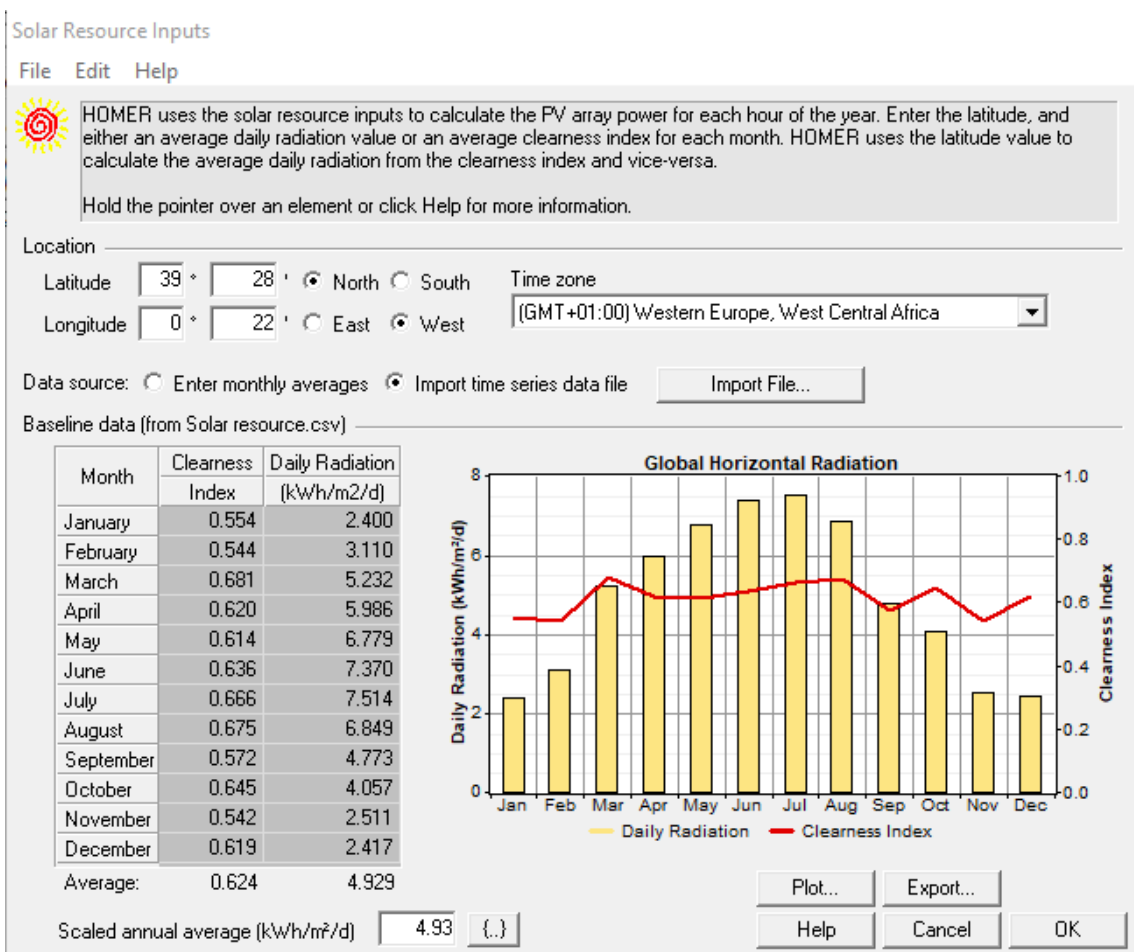 Solar Resource Inputs
File Edit Help
HOMER uses the solar resource inputs to calculate the PV array power for each hour of the year. Enter the latitude, and
either an average daily radiation value or an average clearness index for each month. HOMER uses the latitude value to
calculate the average daily radiation from the clearness index and vice-versa.
Hold the pointer over an element or click Help for more information.
Location
Latitude 39 ° 28 ' North South
Time zone
Longitude 0 ° 22 ' East West
(GMT+01:00) Western Europe, West Central Africa
Data source: Enter monthly averages Import time series data file Import File...
Baseline data (from Solar resource.csv)
Month Clearness Daily Radiation
Index (kWh/m2/d)
January 0.554 2.400
February 0.544 3.110
March 0.681 5.232
April 0.620 5.986
May 0.614 6.779
June 0.636 7.370
July 0.666 7.514
August 0.675 6.849
September 0.572 4.773
October 0.645 4.057
November 0.542 2.511
December 0.619 2.417
Average: 0.624 4.929
Scaled annual average (kWh/m²/d) 4.93 {..}
Global Horizontal Radiation
Daily Radiation (kWh/m²/d)
8
6
4
2
0
1.0
0.8
0.6
0.4
0.2
0.0
Clearness Index
Jan Feb Mar Apr May Jun Jul Aug Sep Oct Nov Dec
Daily Radiation Clearness Index
Plot... Export...
Help Cancel OK